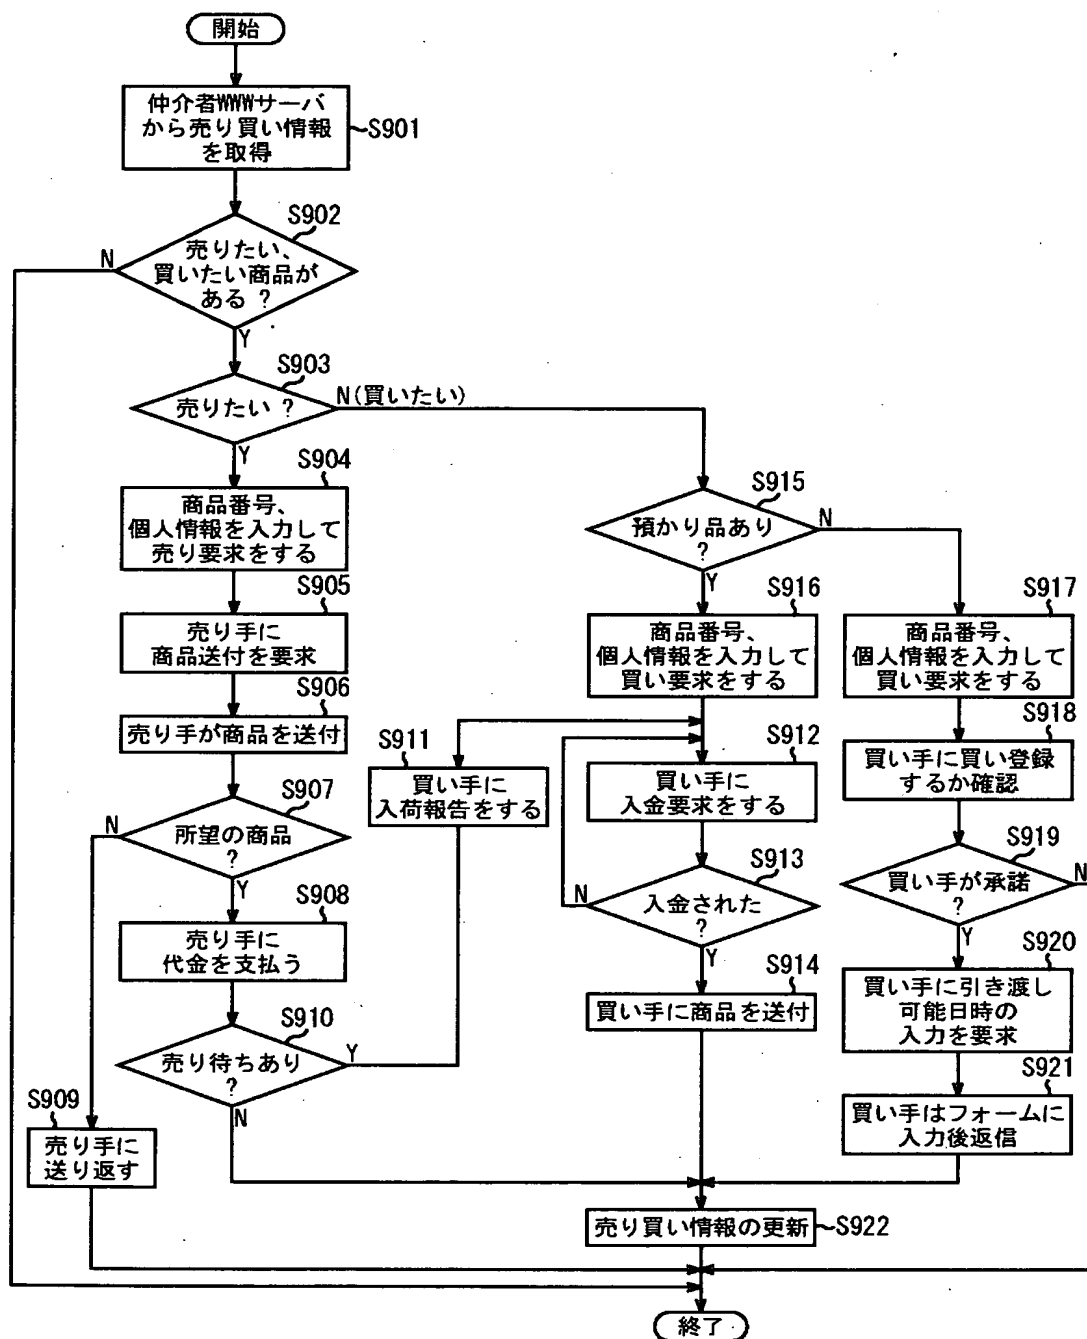 開始
仲介者WWWサーバ
から売り買い情報
を取得
S901
S902
売りたい、
買いたい商品が
ある ?
N
Y
S903
売りたい ?
N(買いたい)
Y
S904
商品番号、
個人情報を入力して
売り要求をする
S905
売り手に
商品送付を要求
S906
売り手が商品を送付
S907
所望の商品
?
N
Y
S908
売り手に
代金を支払う
S909
売り手に
送り返す
S910
売り待ちあり
?
Y
N
S911
買い手に
入荷報告をする
S915
預かり品あり
?
N
Y
S916
商品番号、
個人情報を入力して
買い要求をする
S912
買い手に
入金要求をする
S913
入金された
?
N
Y
S914
買い手に商品を送付
S917
商品番号、
個人情報を入力して
買い要求をする
S918
買い手に買い登録
するか確認
S919
買い手が承諾
?
N
Y
S920
買い手に引き渡し
可能日時の
入力を要求
S921
買い手はフォームに
入力後返信
売り買い情報の更新
S922
終了